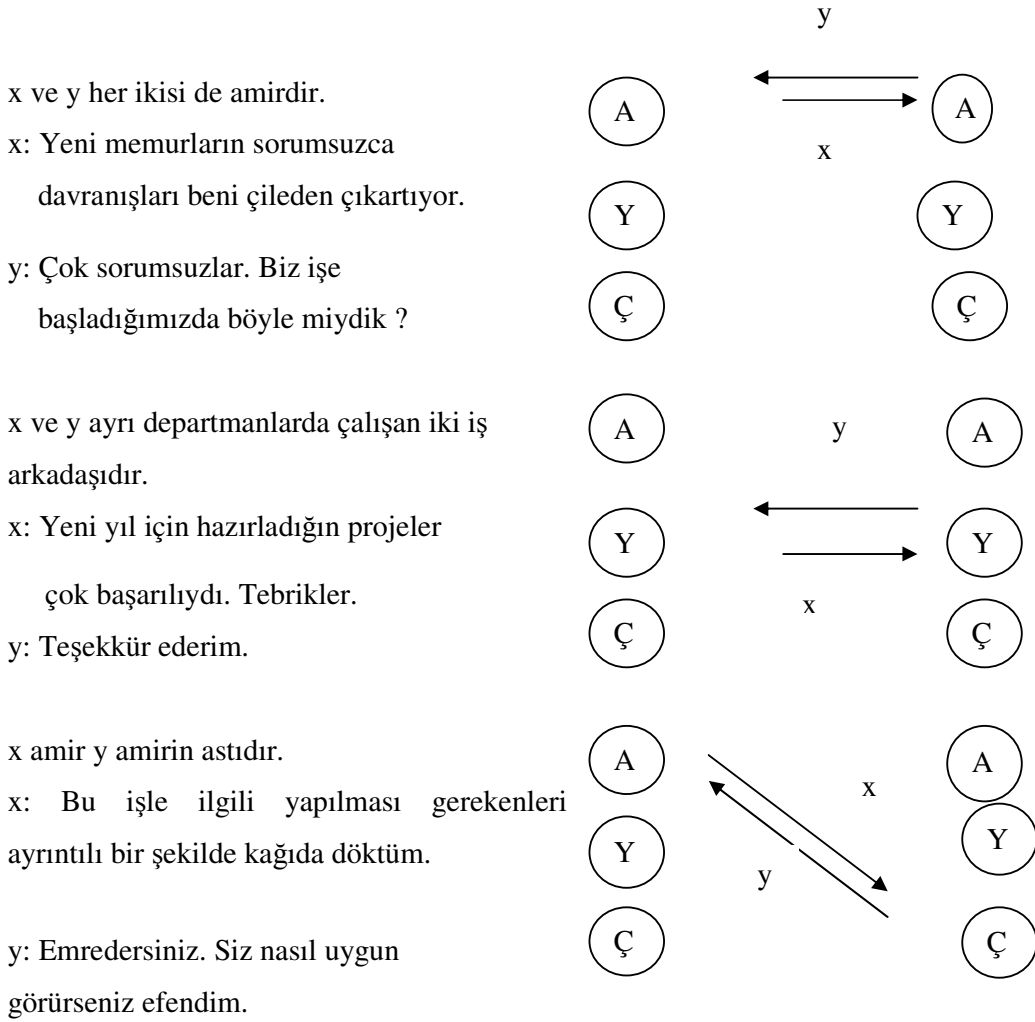 x ve y her ikisi de amirdir.
x: Yeni memurların sorumsuzca
davranışları beni çileden çıkartıyor.
y: Çok sorumsuzlar. Biz işe
başladığımızda böyle miydik ?
y
A
A
x
Y
Y
Ç
Ç
x ve y ayrı departmanlarda çalışan iki iş
arkadaşıdır.
x: Yeni yıl için hazırladığın projeler
çok başarılıydı. Tebrikler.
y: Teşekkür ederim.
A
y
A
Y
Y
x
Ç
Ç
x amir y amirin astıdır.
x: Bu işle ilgili yapılması gerekenleri
ayrıntılı bir şekilde kağıda döktüm.
y: Emredersiniz. Siz nasıl uygun
görürseniz efendim.
A
A
x
Y
Y
y
Ç
Ç